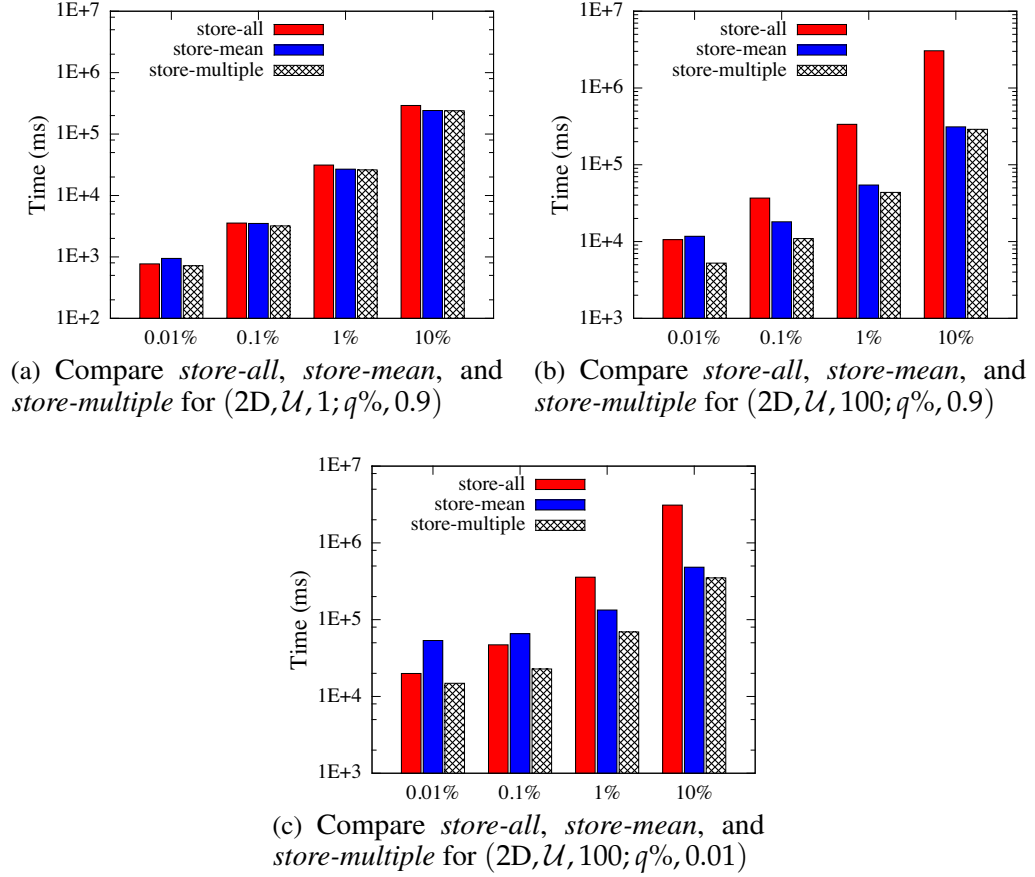 1E+7
1E+6
1E+5
1E+4
1E+3
1E+2
Time (ms)
store-all
store-mean
store-multiple
0.01% 0.1% 1% 10%
(a) Compare store-all, store-mean, and
store-multiple for (2D, 𝒰, 1; q%, 0.9)
1E+7
1E+6
1E+5
1E+4
1E+3
Time (ms)
store-all
store-mean
store-multiple
0.01% 0.1% 1% 10%
(b) Compare store-all, store-mean, and
store-multiple for (2D, 𝒰, 100; q%, 0.9)
1E+7
1E+6
1E+5
1E+4
1E+3
Time (ms)
store-all
store-mean
store-multiple
0.01% 0.1% 1% 10%
(c) Compare store-all, store-mean, and
store-multiple for (2D, 𝒰, 100; q%, 0.01)